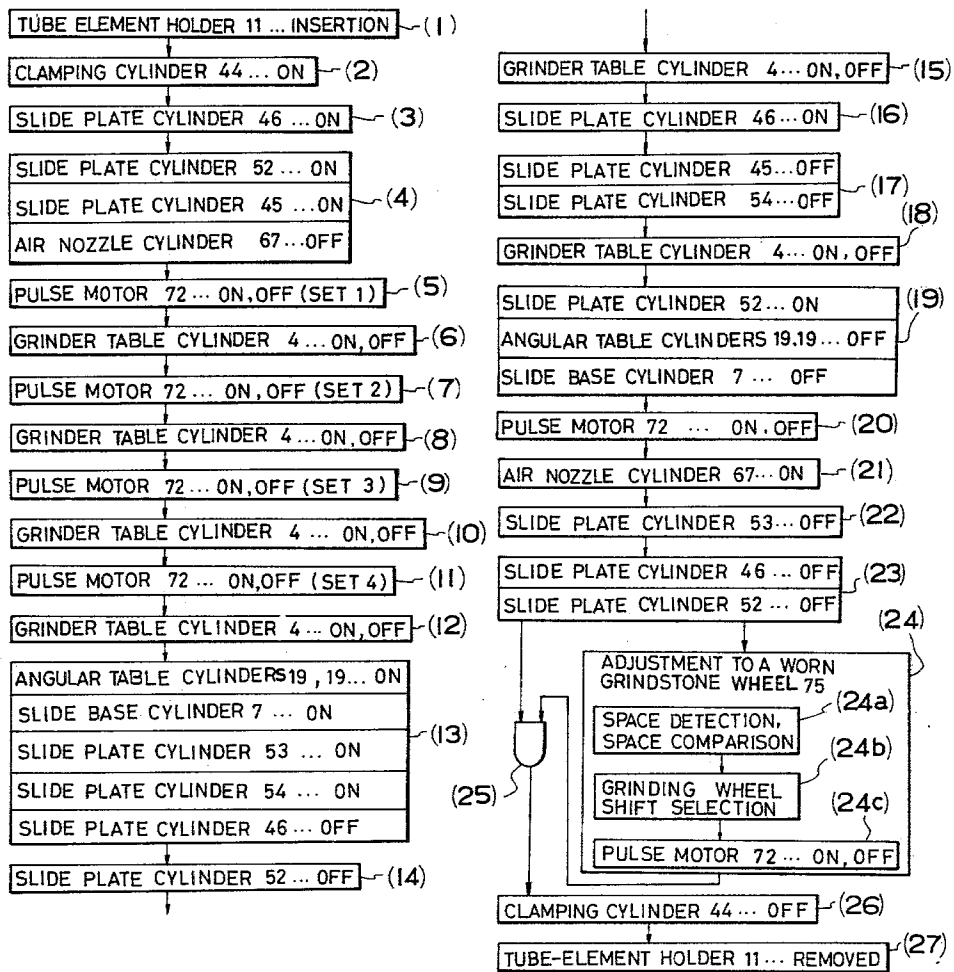 TUBE ELEMENT HOLDER 11 ... INSERTION (1)
CLAMPING CYLINDER 44 ... ON (2)
SLIDE PLATE CYLINDER 46 ... ON (3)
SLIDE PLATE CYLINDER 52 ... ON
SLIDE PLATE CYLINDER 45 ... ON (4)
AIR NOZZLE CYLINDER 67 ... OFF
PULSE MOTOR 72 ... ON, OFF (SET 1) (5)
GRINDER TABLE CYLINDER 4 ... ON, OFF (6)
PULSE MOTOR 72 ... ON, OFF (SET 2) (7)
GRINDER TABLE CYLINDER 4 ... ON, OFF (8)
PULSE MOTOR 72 ... ON, OFF (SET 3) (9)
GRINDER TABLE CYLINDER 4 ... ON, OFF (10)
PULSE MOTOR 72 ... ON, OFF (SET 4) (11)
GRINDER TABLE CYLINDER 4 ... ON, OFF (12)
ANGULAR TABLE CYLINDERS 19, 19 ... ON
SLIDE BASE CYLINDER 7 ... ON
SLIDE PLATE CYLINDER 53 ... ON (13)
SLIDE PLATE CYLINDER 54 ... ON
SLIDE PLATE CYLINDER 46 ... OFF
SLIDE PLATE CYLINDER 52 ... OFF (14)
GRINDER TABLE CYLINDER 4 ... ON, OFF (15)
SLIDE PLATE CYLINDER 46 ... ON (16)
SLIDE PLATE CYLINDER 45 ... OFF
SLIDE PLATE CYLINDER 54 ... OFF (17)
GRINDER TABLE CYLINDER 4 ... ON, OFF (18)
SLIDE PLATE CYLINDER 52 ... ON
ANGULAR TABLE CYLINDERS 19.19 ... OFF (19)
SLIDE BASE CYLINDER 7 ... OFF
PULSE MOTOR 72 ... ON, OFF (20)
AIR NOZZLE CYLINDER 67 ... ON (21)
SLIDE PLATE CYLINDER 53 ... OFF (22)
SLIDE PLATE CYLINDER 46 ... OFF
SLIDE PLATE CYLINDER 52 ... OFF (23)
(24)
ADJUSTMENT TO A WORN
GRINDSTONE WHEEL 75
SPACE DETECTION, (24a)
SPACE COMPARISON
GRINDING WHEEL (24b)
SHIFT SELECTION
PULSE MOTOR 72 ... ON, OFF (24c)
(25)
CLAMPING CYLINDER 44 ... OFF (26)
TUBE-ELEMENT HOLDER 11 ... REMOVED (27)